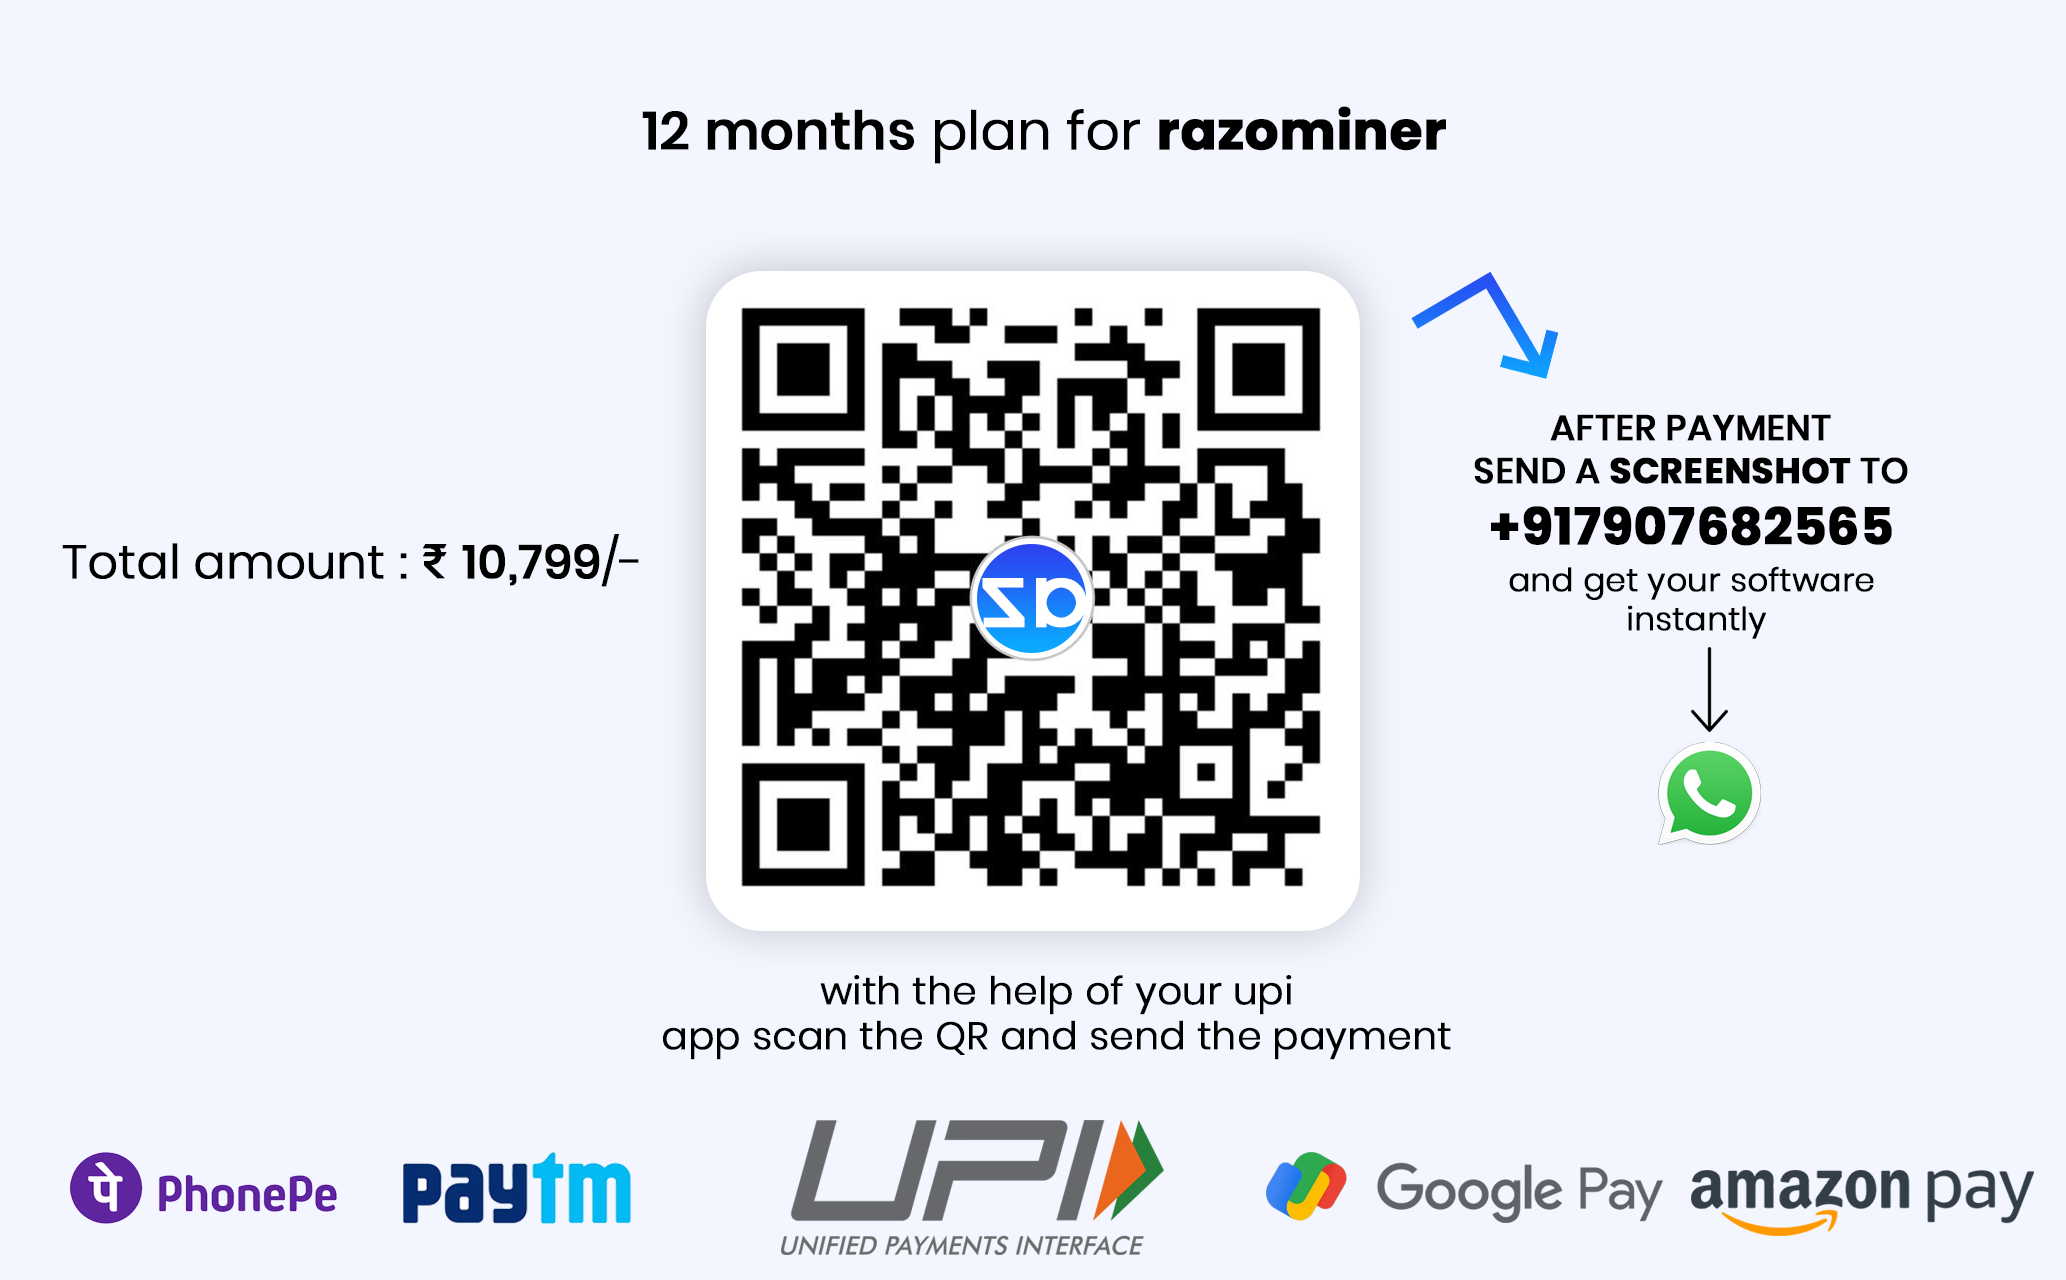 12 months plan for razominer
Total amount : ₹ 10,799/-
AFTER PAYMENT
SEND A SCREENSHOT TO
+917907682565
and get your software
instantly
with the help of your upi
app scan the QR and send the payment
पे PhonePe
paytm
UPI
UNIFIED PAYMENTS INTERFACE
Google Pay
amazon pay